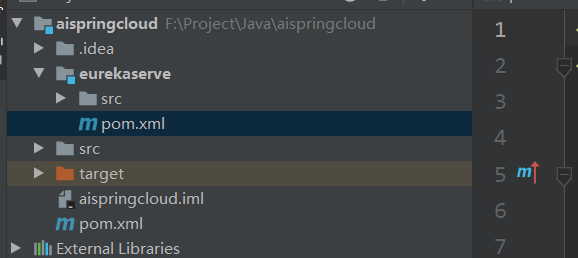 aispringcloud F:\Project\Java\aispringcloud
.idea
eurekaserve
src
pom.xml
src
target
aispringcloud.iml
pom.xml
External Libraries
1
2
3
4
5
6
7